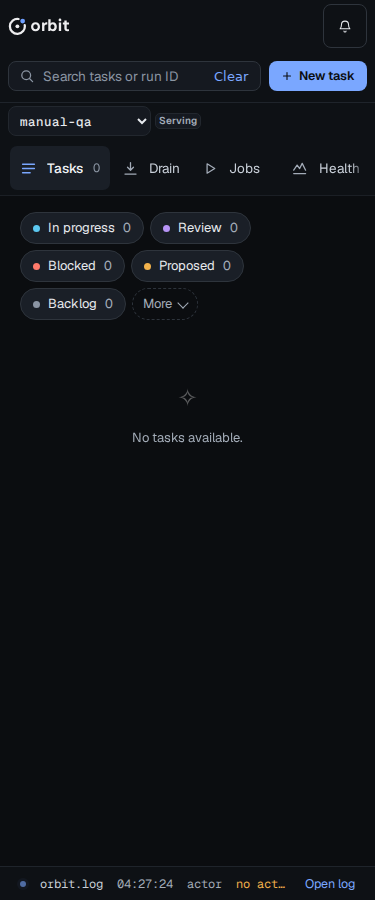 orbit
Search tasks or run ID Clear + New task
manual-qa Serving
Tasks 0 Drain Jobs Health
In progress 0 Review 0
Blocked 0 Proposed 0
Backlog 0 More
No tasks available.
orbit.log 04:27:24 actor no act… Open log